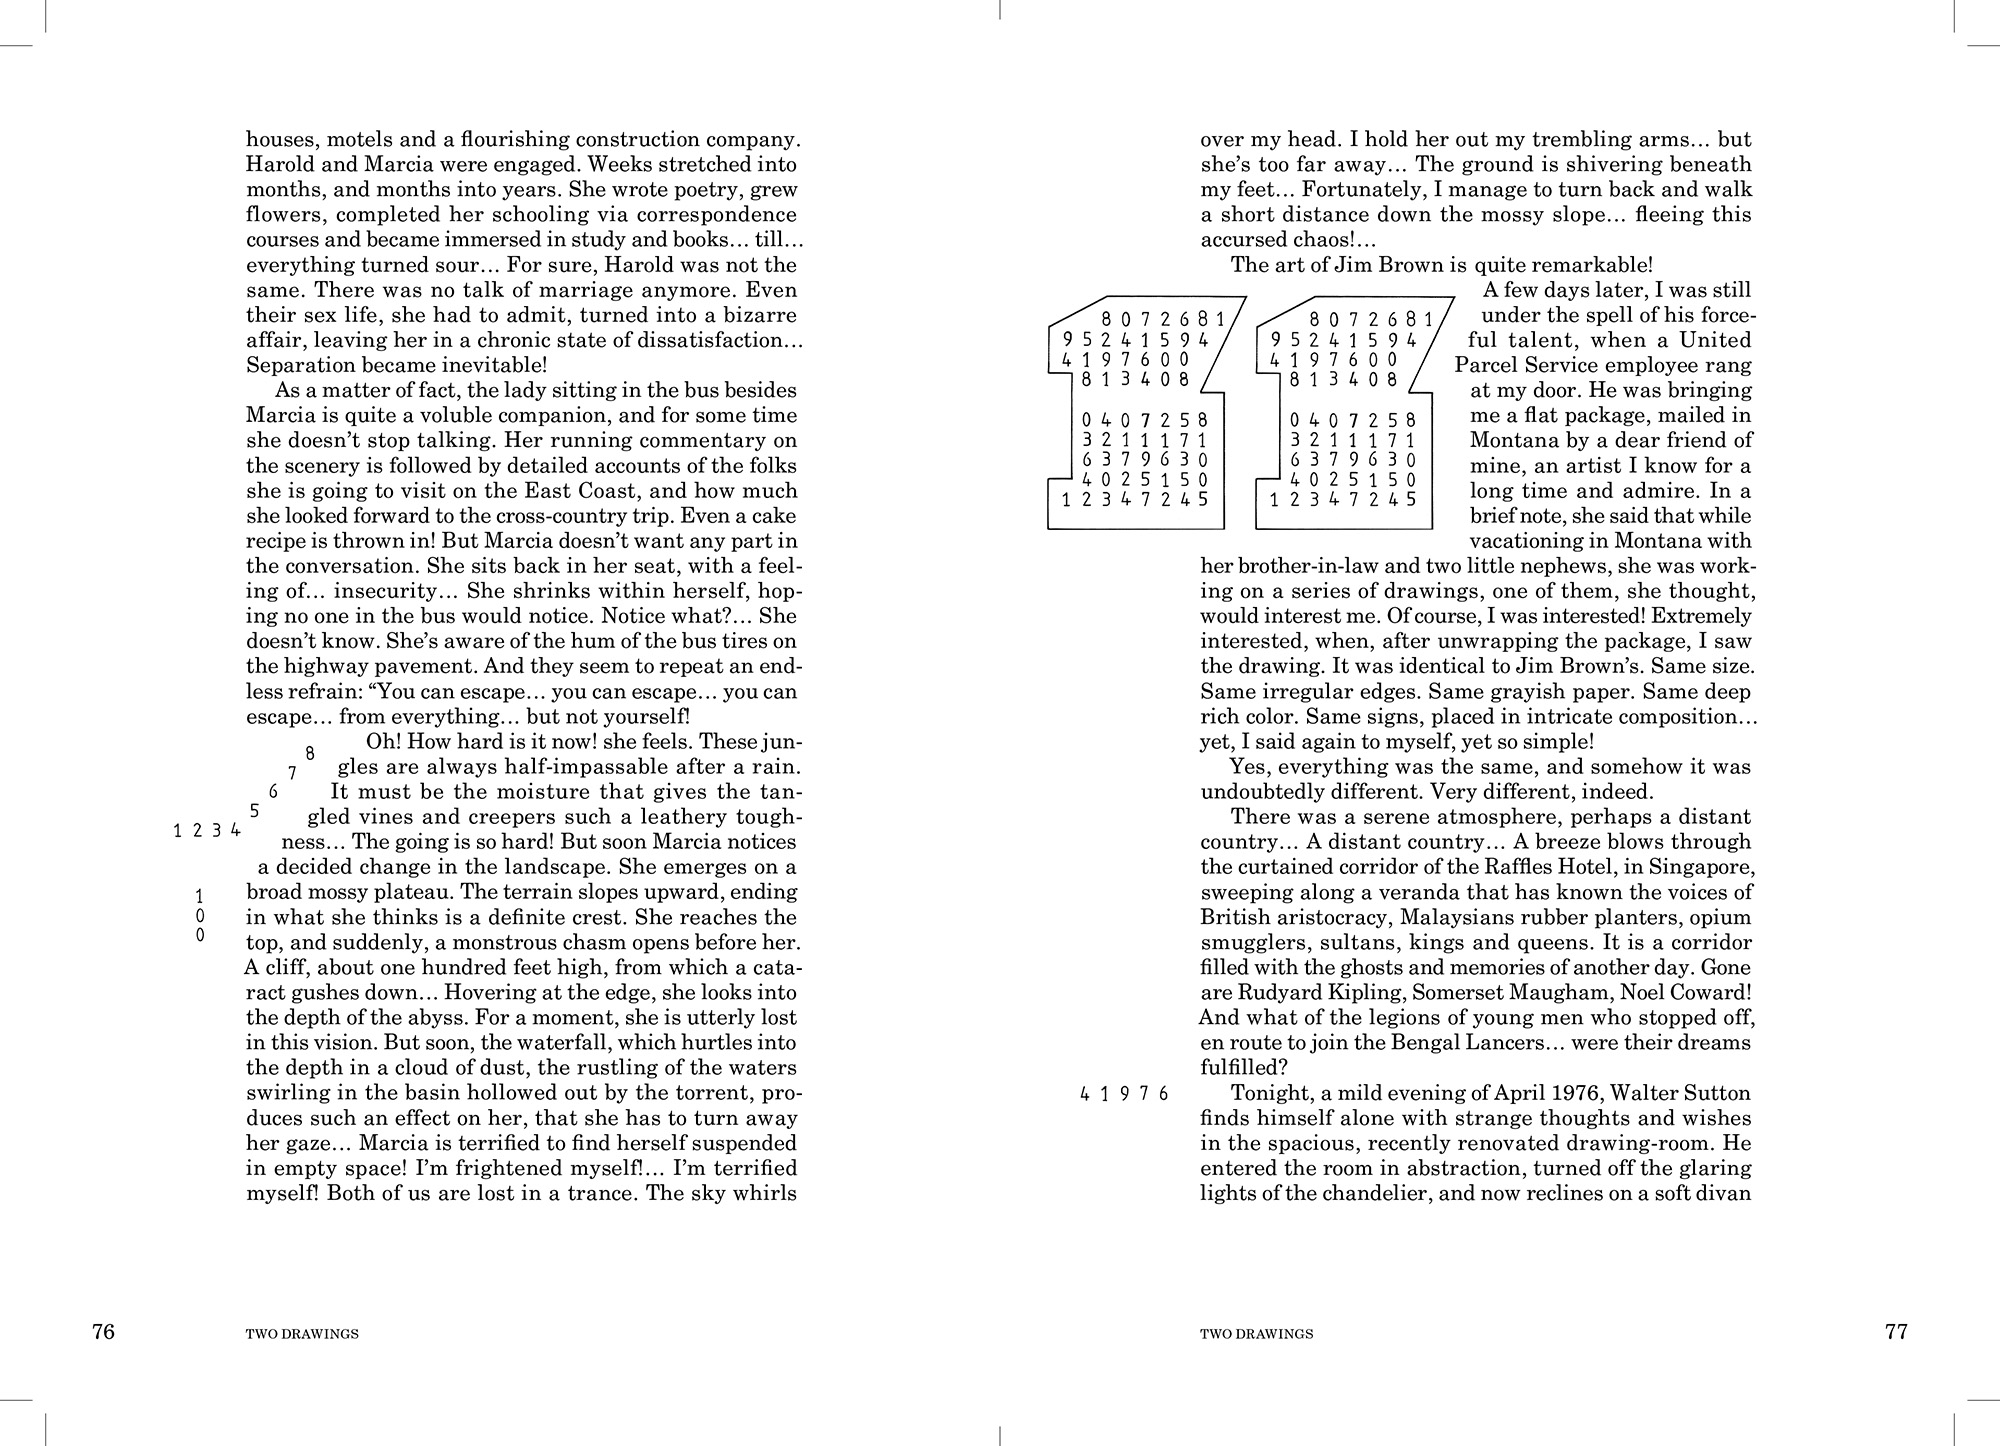 houses, motels and a flourishing construction company.
Harold and Marcia were engaged. Weeks stretched into
months, and months into years. She wrote poetry, grew
flowers, completed her schooling via correspondence
courses and became immersed in study and books… till…
everything turned sour… For sure, Harold was not the
same. There was no talk of marriage anymore. Even
their sex life, she had to admit, turned into a bizarre
affair, leaving her in a chronic state of dissatisfaction…
Separation became inevitable!
As a matter of fact, the lady sitting in the bus besides
Marcia is quite a voluble companion, and for some time
she doesn’t stop talking. Her running commentary on
the scenery is followed by detailed accounts of the folks
she is going to visit on the East Coast, and how much
she looked forward to the cross-country trip. Even a cake
recipe is thrown in! But Marcia doesn’t want any part in
the conversation. She sits back in her seat, with a feel-
ing of… insecurity… She shrinks within herself, hop-
ing no one in the bus would notice. Notice what?… She
doesn’t know. She’s aware of the hum of the bus tires on
the highway pavement. And they seem to repeat an end-
less refrain: “You can escape… you can escape… you can
escape… from everything… but not yourself!
Oh! How hard is it now! she feels. These jun-
gles are always half-impassable after a rain.
It must be the moisture that gives the tan-
gled vines and creepers such a leathery tough-
ness… The going is so hard! But soon Marcia notices
a decided change in the landscape. She emerges on a
broad mossy plateau. The terrain slopes upward, ending
in what she thinks is a definite crest. She reaches the
top, and suddenly, a monstrous chasm opens before her.
A cliff, about one hundred feet high, from which a cata-
ract gushes down… Hovering at the edge, she looks into
the depth of the abyss. For a moment, she is utterly lost
in this vision. But soon, the waterfall, which hurtles into
the depth in a cloud of dust, the rustling of the waters
swirling in the basin hollowed out by the torrent, pro-
duces such an effect on her, that she has to turn away
her gaze… Marcia is terrified to find herself suspended
in empty space! I’m frightened myself!… I’m terrified
myself! Both of us are lost in a trance. The sky whirls
1 2 3 4 5 6 7 8
1
0
0
76
TWO DRAWINGS
over my head. I hold her out my trembling arms… but
she’s too far away… The ground is shivering beneath
my feet… Fortunately, I manage to turn back and walk
a short distance down the mossy slope… fleeing this
accursed chaos!…
The art of Jim Brown is quite remarkable!
8 0 7 2 6 8 1
9 5 2 4 1 5 9 4
4 1 9 7 6 0 0
8 1 3 4 0 8
0 4 0 7 2 5 8
3 2 1 1 1 7 1
6 3 7 9 6 3 0
4 0 2 5 1 5 0
1 2 3 4 7 2 4 5
8 0 7 2 6 8 1
9 5 2 4 1 5 9 4
4 1 9 7 6 0 0
8 1 3 4 0 8
0 4 0 7 2 5 8
3 2 1 1 1 7 1
6 3 7 9 6 3 0
4 0 2 5 1 5 0
1 2 3 4 7 2 4 5
A few days later, I was still
under the spell of his force-
ful talent, when a United
Parcel Service employee rang
at my door. He was bringing
me a flat package, mailed in
Montana by a dear friend of
mine, an artist I know for a
long time and admire. In a
brief note, she said that while
vacationing in Montana with
her brother-in-law and two little nephews, she was work-
ing on a series of drawings, one of them, she thought,
would interest me. Of course, I was interested! Extremely
interested, when, after unwrapping the package, I saw
the drawing. It was identical to Jim Brown’s. Same size.
Same irregular edges. Same grayish paper. Same deep
rich color. Same signs, placed in intricate composition…
yet, I said again to myself, yet so simple!
Yes, everything was the same, and somehow it was
undoubtedly different. Very different, indeed.
There was a serene atmosphere, perhaps a distant
country… A distant country… A breeze blows through
the curtained corridor of the Raffles Hotel, in Singapore,
sweeping along a veranda that has known the voices of
British aristocracy, Malaysians rubber planters, opium
smugglers, sultans, kings and queens. It is a corridor
filled with the ghosts and memories of another day. Gone
are Rudyard Kipling, Somerset Maugham, Noel Coward!
And what of the legions of young men who stopped off,
en route to join the Bengal Lancers… were their dreams
fulfilled?
4 1 9 7 6
Tonight, a mild evening of April 1976, Walter Sutton
finds himself alone with strange thoughts and wishes
in the spacious, recently renovated drawing-room. He
entered the room in abstraction, turned off the glaring
lights of the chandelier, and now reclines on a soft divan
TWO DRAWINGS
77